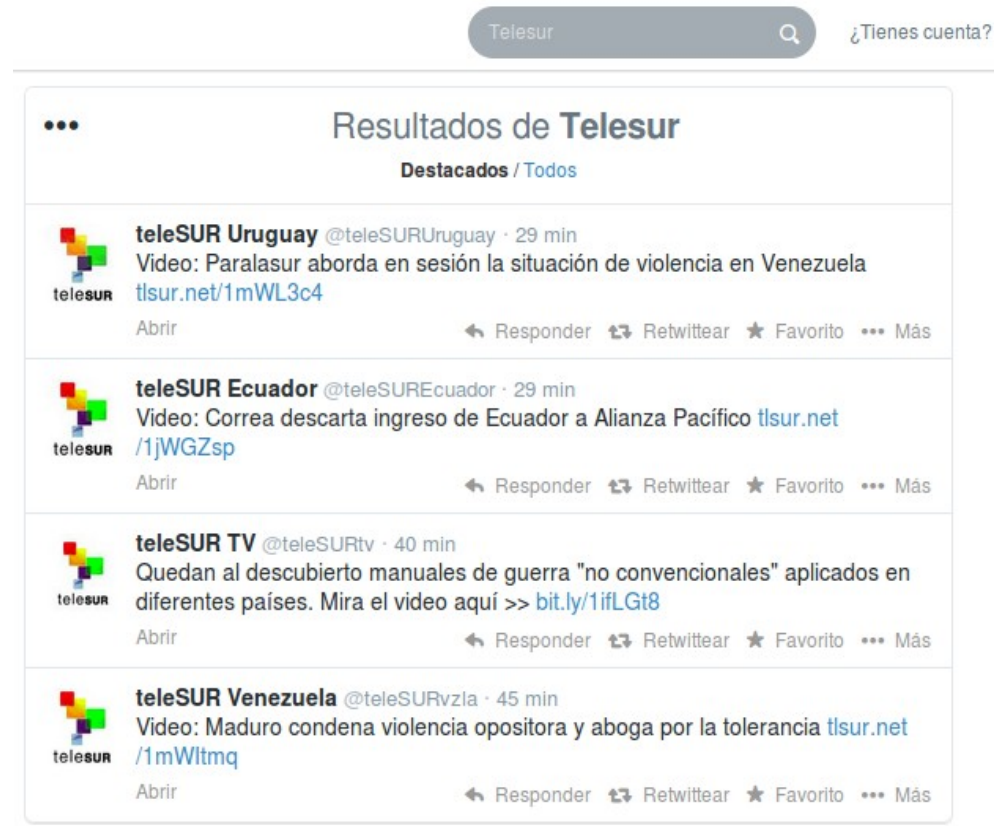 Telesur
¿Tienes cuenta?
Resultados de Telesur
Destacados / Todos
teleSUR Uruguay @teleSURUruguay · 29 min
Video: Paralasur aborda en sesión la situación de violencia en Venezuela
tlsur.net/1mWL3c4
telesUR
Abrir
Responder Retwittear Favorito Más
teleSUR Ecuador @teleSUREcuador · 29 min
Video: Correa descarta ingreso de Ecuador a Alianza Pacífico tlsur.net
/1jWGZsp
telesUR
Abrir
Responder Retwittear Favorito Más
teleSUR TV @teleSURtv · 40 min
Quedan al descubierto manuales de guerra "no convencionales" aplicados en
diferentes países. Mira el video aquí >> bit.ly/1ifLGt8
telesUR
Abrir
Responder Retwittear Favorito Más
teleSUR Venezuela @teleSURvzla · 45 min
Video: Maduro condena violencia opositora y aboga por la tolerancia tlsur.net
/1mWItmq
telesUR
Abrir
Responder Retwittear Favorito Más